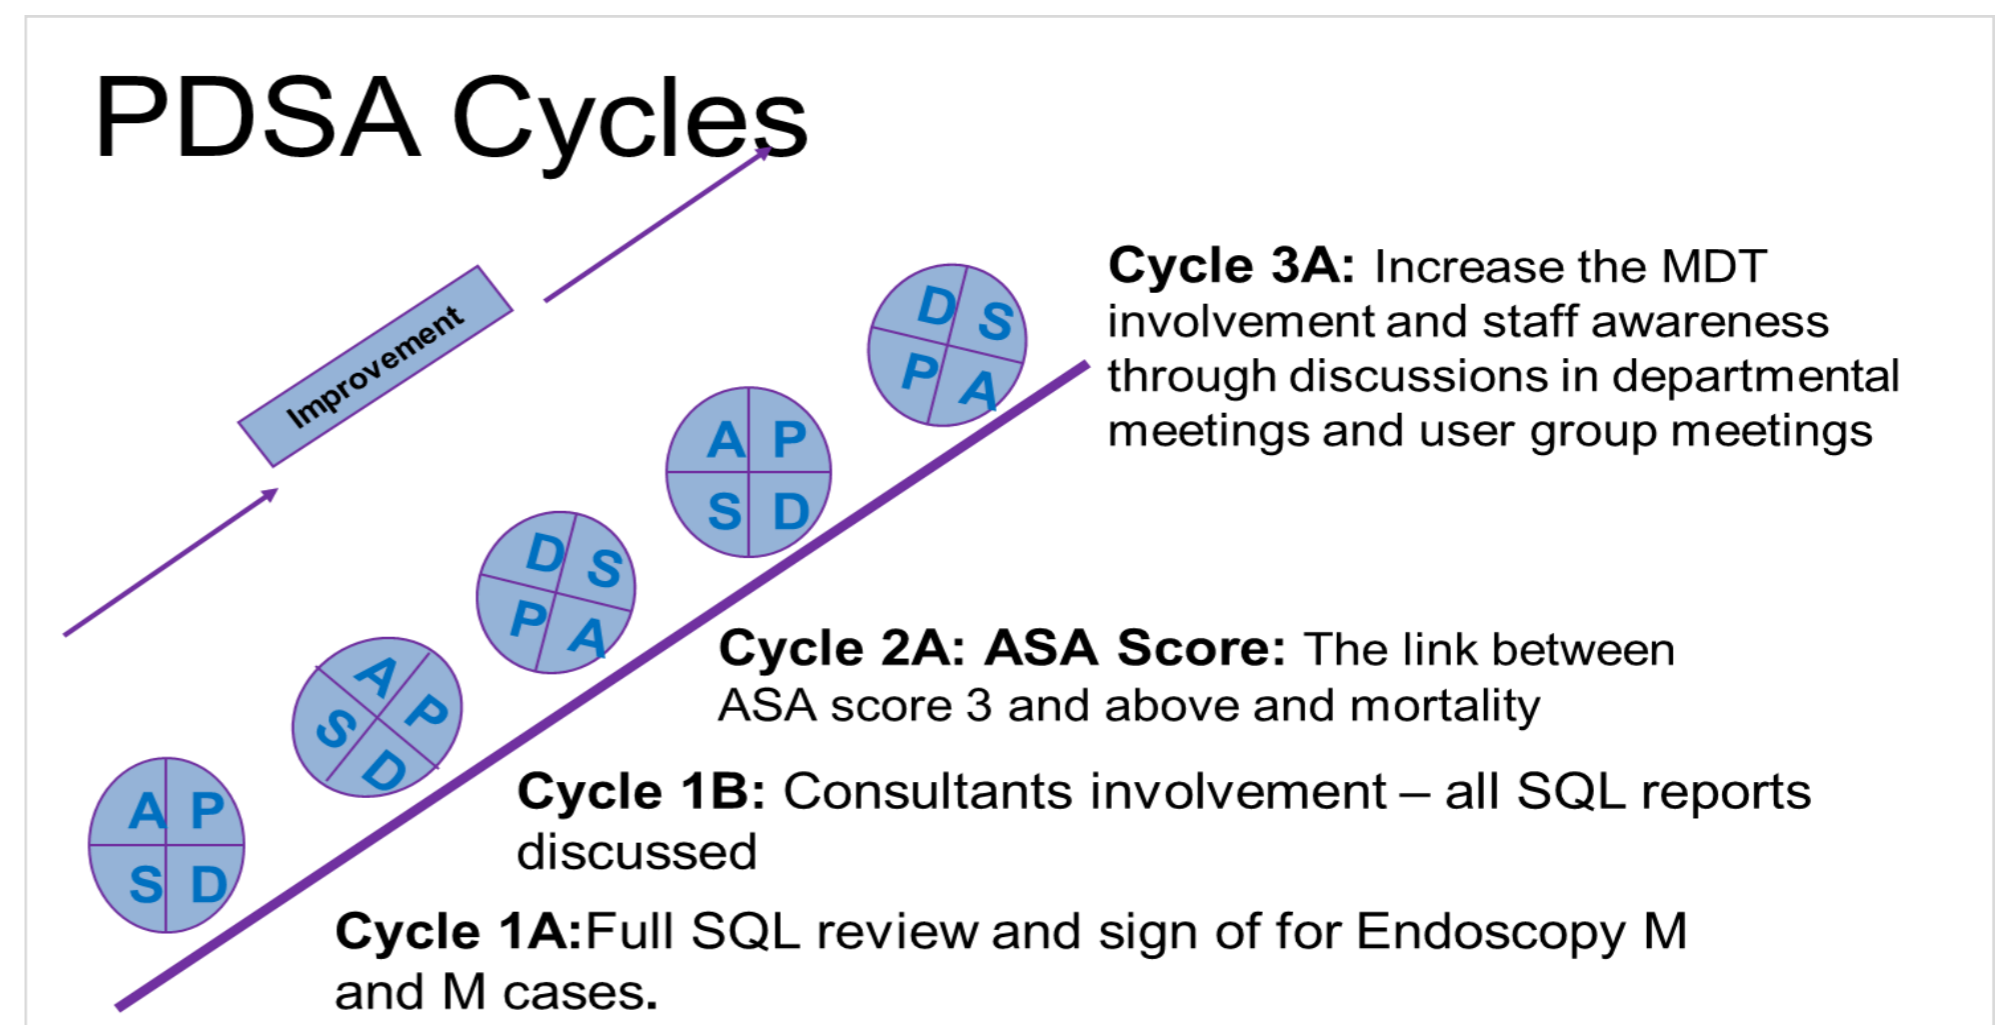 PDSA Cycles
Improvement
D S
P A
Cycle 3A: Increase the MDT
involvement and staff awareness
through discussions in departmental
meetings and user group meetings
A P
S D
D S
P A
Cycle 2A: ASA Score: The link between
ASA score 3 and above and mortality
A P
S D
Cycle 1B: Consultants involvement – all SQL reports
discussed
A P
S D
Cycle 1A:Full SQL review and sign of for Endoscopy M
and M cases.